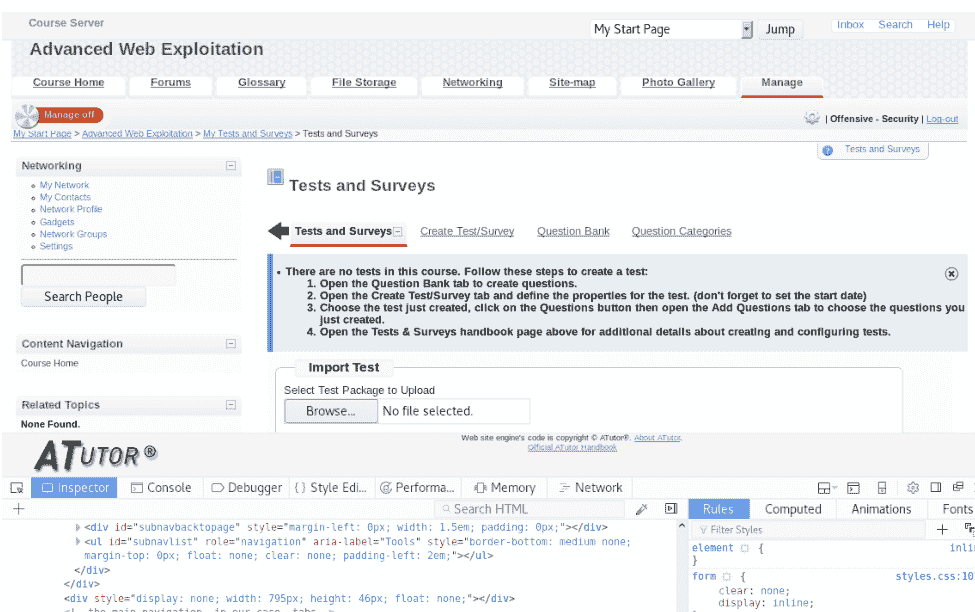 Course Server
My Start Page Jump Inbox Search Help
Advanced Web Exploitation
Course Home Forums Glossary File Storage Networking Site-map Photo Gallery Manage
Manage off
| Offensive - Security | Log-out
My Start Page > Advanced Web Exploitation > My Tests and Surveys > Tests and Surveys
Tests and Surveys
Networking
My Network
My Contacts
Network Profile
Gadgets
Network Groups
Settings
Search People
Content Navigation
Course Home
Related Topics
None Found.
Tests and Surveys
Tests and Surveys Create Test/Survey Question Bank Question Categories
There are no tests in this course. Follow these steps to create a test:
1. Open the Question Bank tab to create questions.
2. Open the Create Test/Survey tab and define the properties for the test. (don't forget to set the start date)
3. Choose the test just created, click on the Questions button then open the Add Questions tab to choose the questions you
just created.
4. Open the Tests & Surveys handbook page above for additional details about creating and configuring tests.
Import Test
Select Test Package to Upload
Browse... No file selected.
ATUTOR ®
Web site engine's code is copyright © ATutor®. About ATutor.
Official ATutor Handbook
Inspector Console Debugger { } Style Edi... Performa... Memory Network
+ Search HTML
Rules Computed Animations Fonts
<div id="subnavbacktopage" style="margin-left: 0px; width: 1.5em; padding: 0px;"></div>
<ul id="subnavlist" role="navigation" aria-label="Tools" style="border-bottom: medium none;
margin-top: 0px; float: none; clear: none; padding-left: 2em;"></ul>
</div>
</div>
<div style="display: none; width: 795px; height: 46px; float: none;"></div>
<!-- the main navigation. in our case, tabs -->
Filter Styles +
element { inli
}
form { styles.css:10
clear: none;
display: inline;